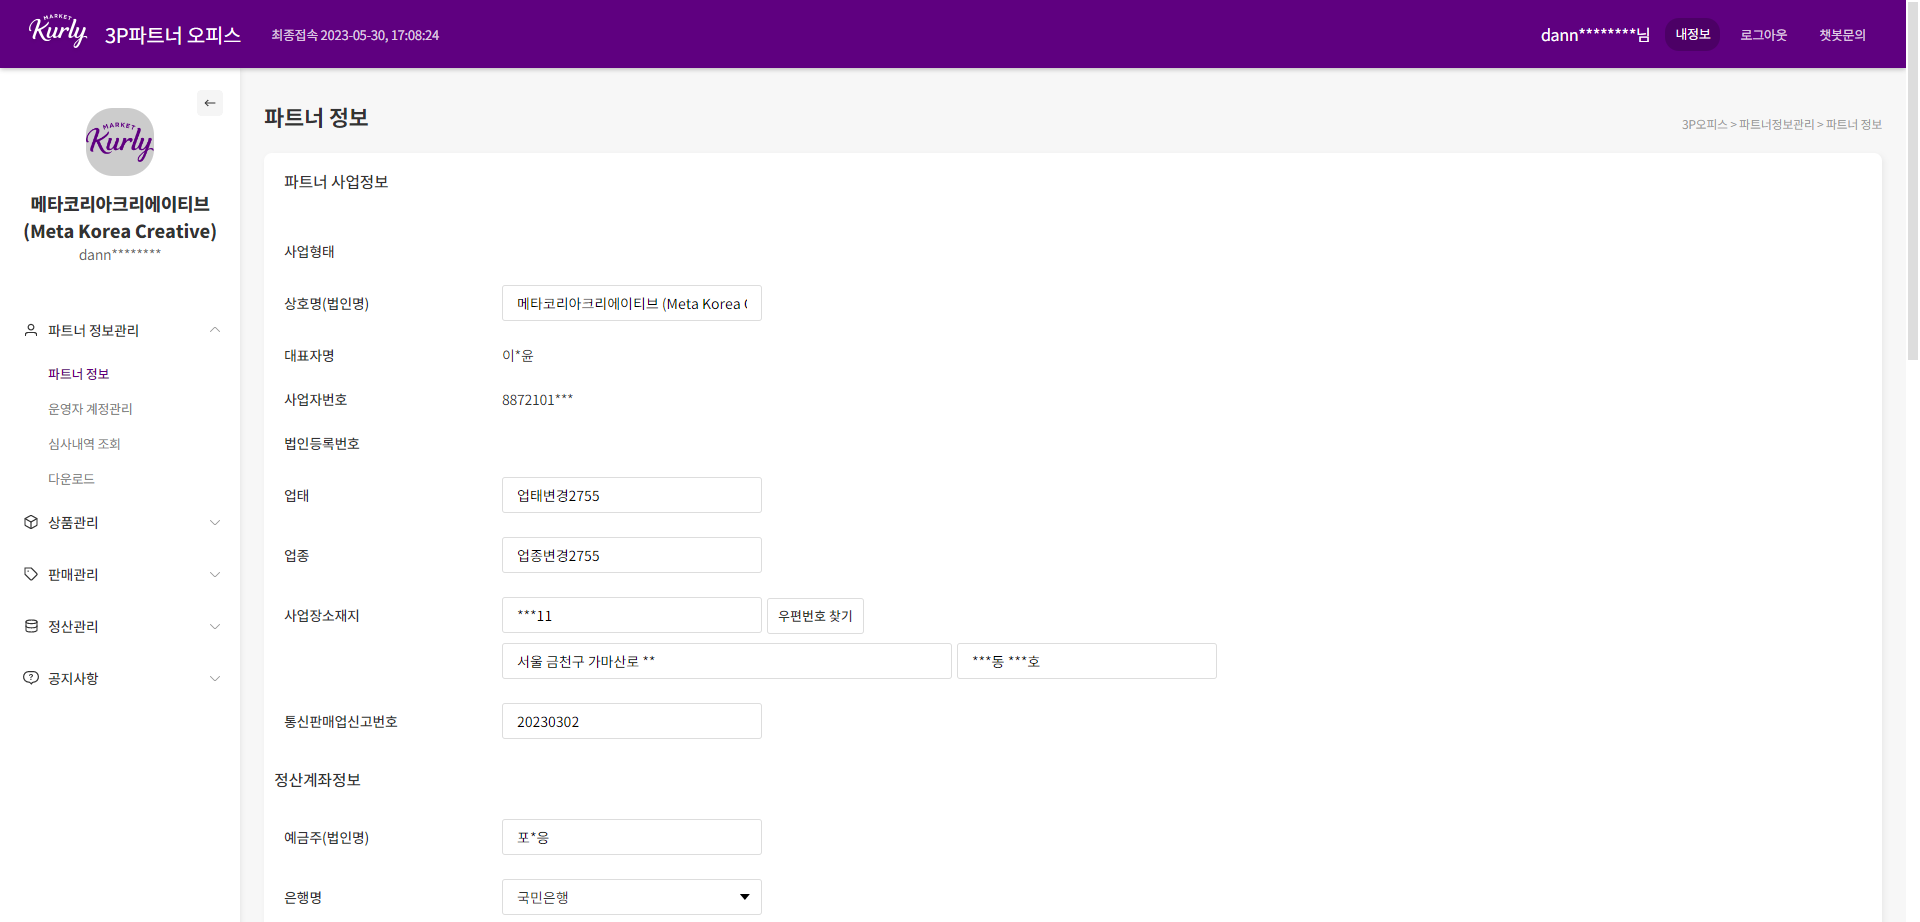 MARKET
Kurly
3P파트너 오피스
최종접속 2023-05-30, 17:08:24
dann********님
내정보
로그아웃
챗봇문의
MARKET
Kurly
메타코리아크리에이티브
(Meta Korea Creative)
dann********
파트너 정보관리
파트너 정보
운영자 계정관리
심사내역 조회
다운로드
상품관리
판매관리
정산관리
공지사항
파트너 정보
3P오피스 > 파트너정보관리 > 파트너 정보
파트너 사업정보
사업형태
상호명(법인명)
메타코리아크리에이티브 (Meta Korea
대표자명
이*윤
사업자번호
8872101***
법인등록번호
업태
업태변경2755
업종
업종변경2755
사업장소재지
***11
우편번호 찾기
서울 금천구 가마산로 **
***동 ***호
통신판매업신고번호
20230302
정산계좌정보
예금주(법인명)
포*응
은행명
국민은행